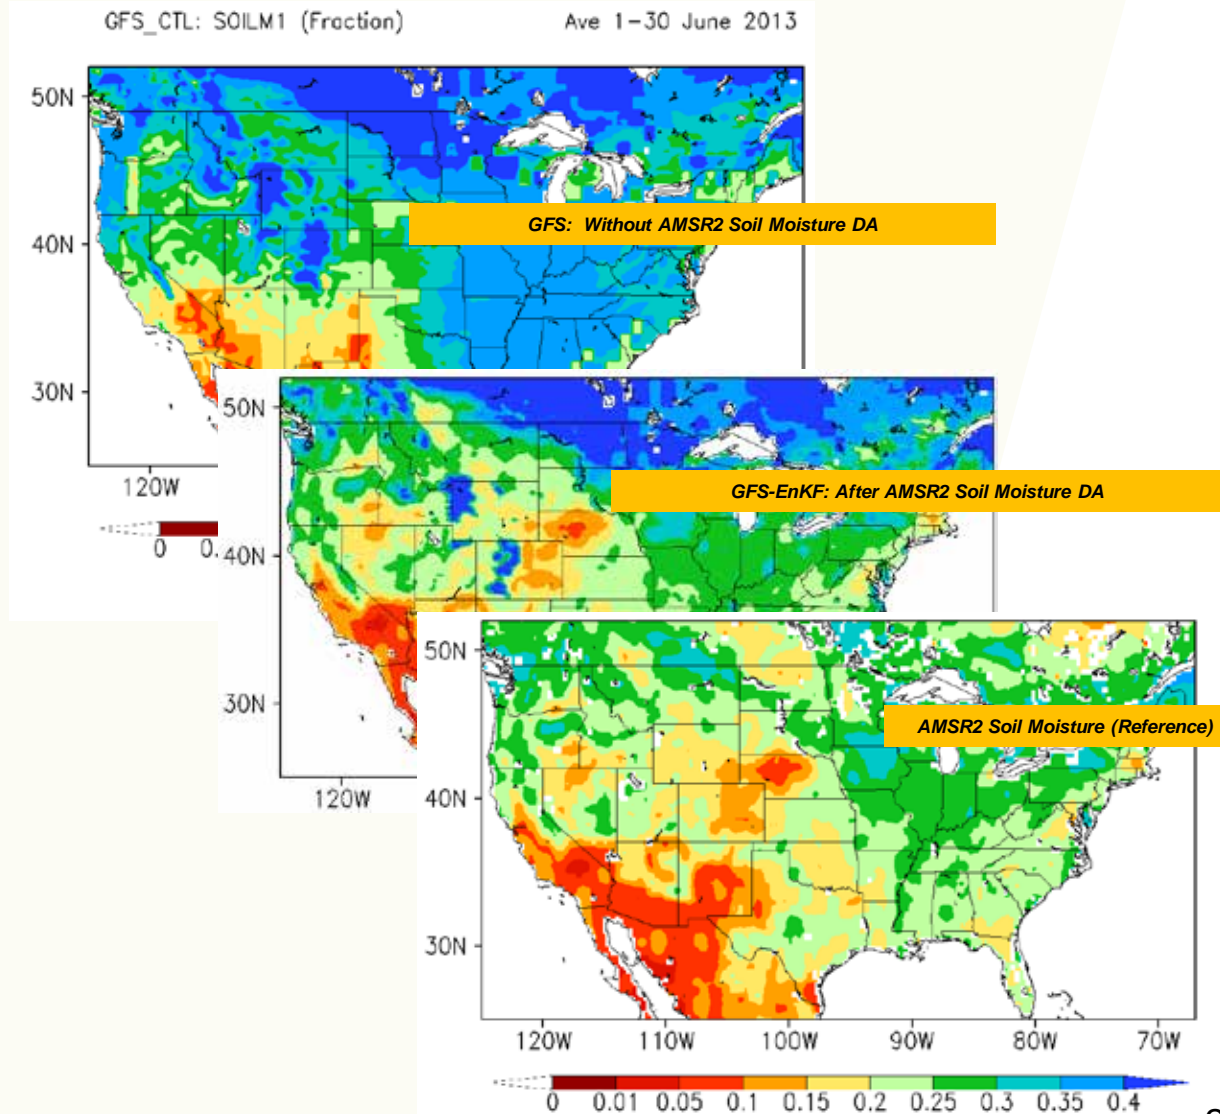 GFS_CTL: SOILM1 (Fraction) Ave 1-30 June 2013
50N
GFS: Without AMSR2 Soil Moisture DA
40N
30N
120W
0 0.
50N
GFS-EnKF: After AMSR2 Soil Moisture DA
40N
30N
120W
50N
AMSR2 Soil Moisture (Reference)
40N
30N
120W 110W 100W 90W 80W 70W
0 0.01 0.05 0.1 0.15 0.2 0.25 0.3 0.35 0.4